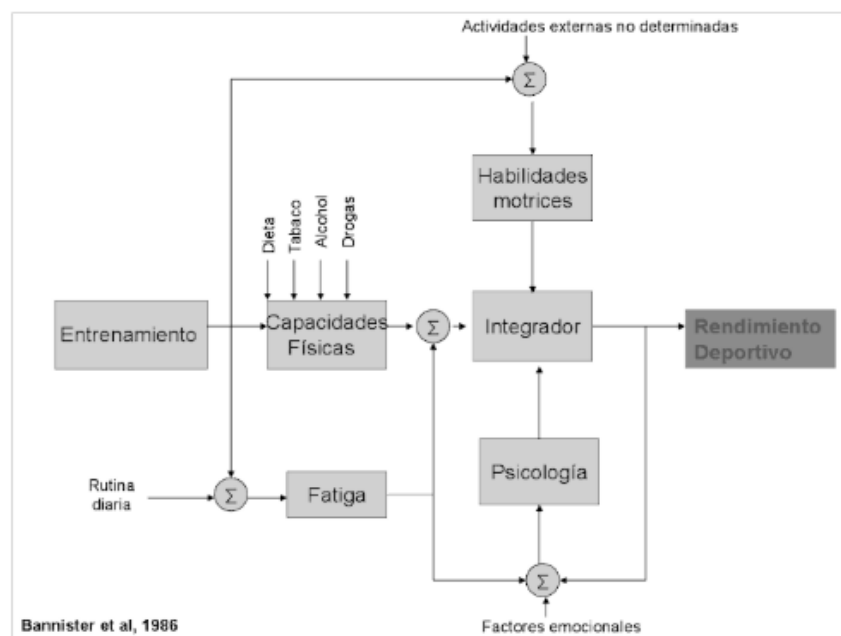 Actividades externas no determinadas
Σ
Habilidades
motrices
Dieta
Tabaco
Alcohol
Drogas
Entrenamiento
Capacidades
Físicas
Σ
Integrador
Rendimiento
Deportivo
Rutina
diaria
Σ
Fatiga
Psicología
Σ
Factores emocionales
Bannister et al, 1986